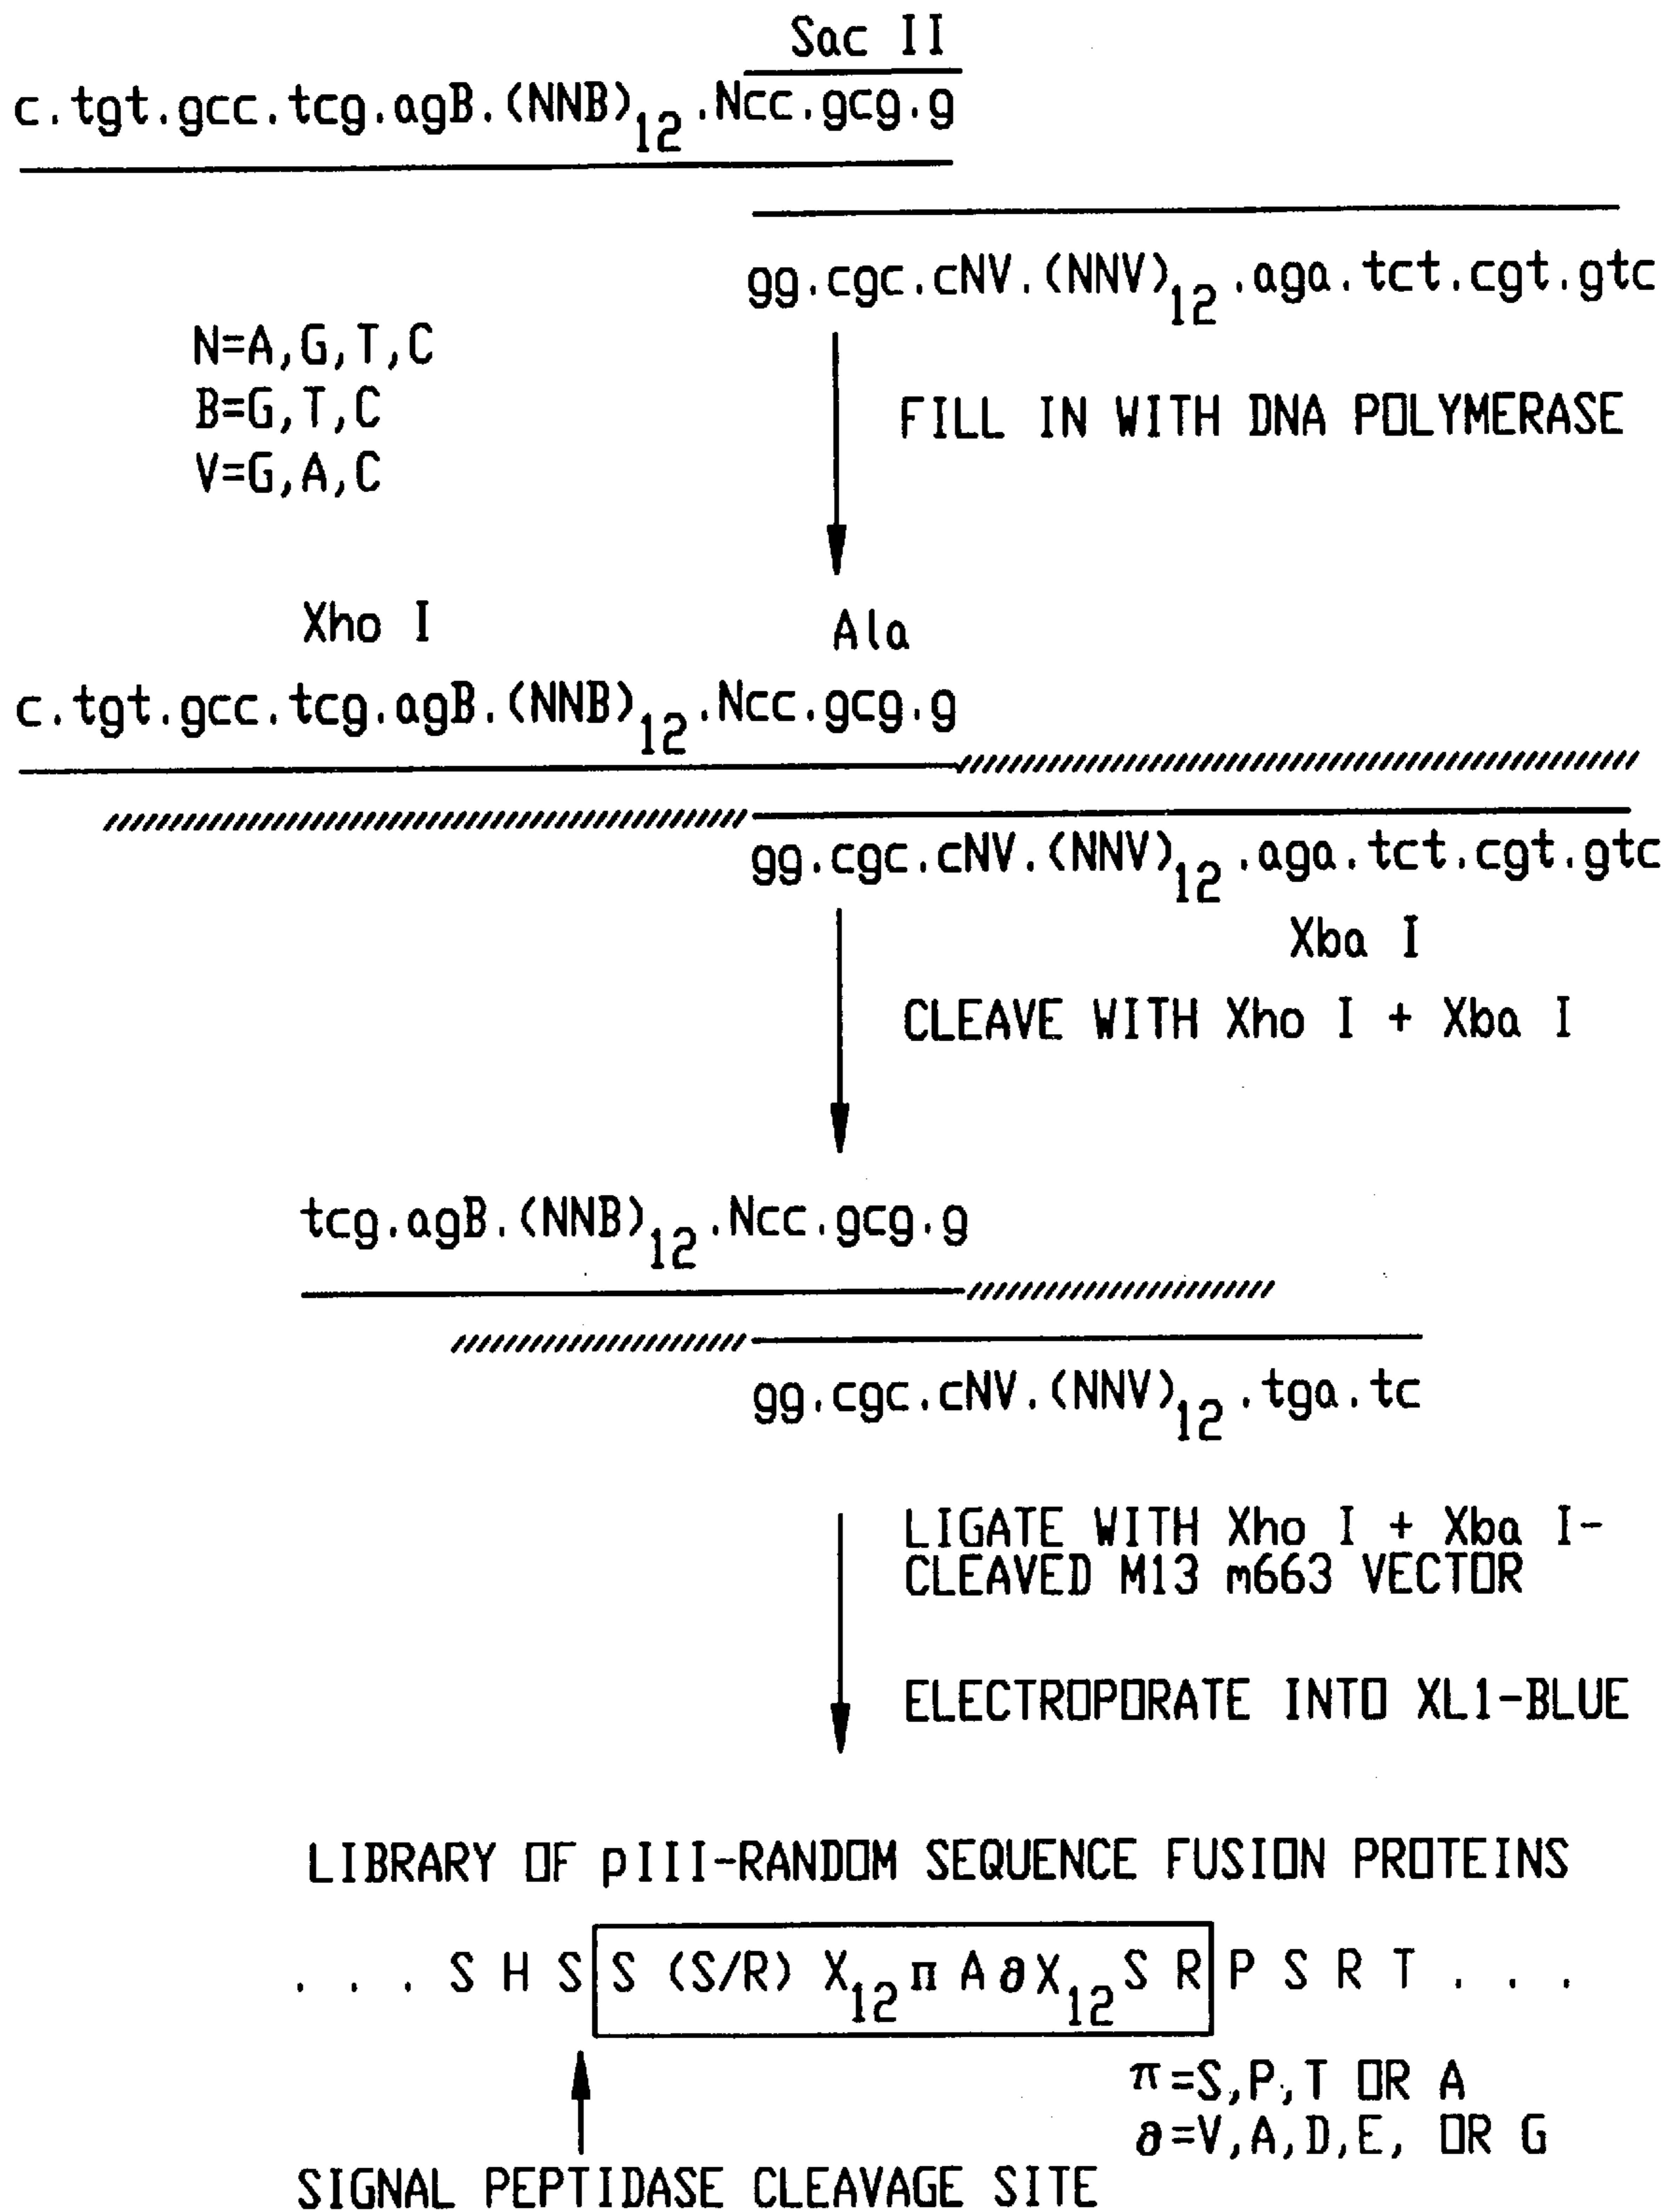 Sac II
c.tgt.gcc.tcg.agB.(NNB)12.Ncc.gcg.g
gg.cgc.cNV.(NNV)12.aga.tct.cgt.gtc
N=A,G,T,C
B=G,T,C
V=G,A,C
FILL IN WITH DNA POLYMERASE
Xho I
Ala
c.tgt.gcc.tcg.agB.(NNB)12.Ncc.gcg.g
gg.cgc.cNV.(NNV)12.aga.tct.cgt.gtc
Xba I
CLEAVE WITH Xho I + Xba I
tcg.agB.(NNB)12.Ncc.gcg.g
gg.cgc.cNV.(NNV)12.tga.tc
LIGATE WITH Xho I + Xba I-
CLEAVED M13 m663 VECTOR
ELECTROPORATE INTO XL1-BLUE
LIBRARY OF pIII-RANDOM SEQUENCE FUSION PROTEINS
. . . S H S S (S/R) X12 π A ∂ X12 S R P S R T . . .
π=S,P,T OR A
∂=V,A,D,E, OR G
SIGNAL PEPTIDASE CLEAVAGE SITE